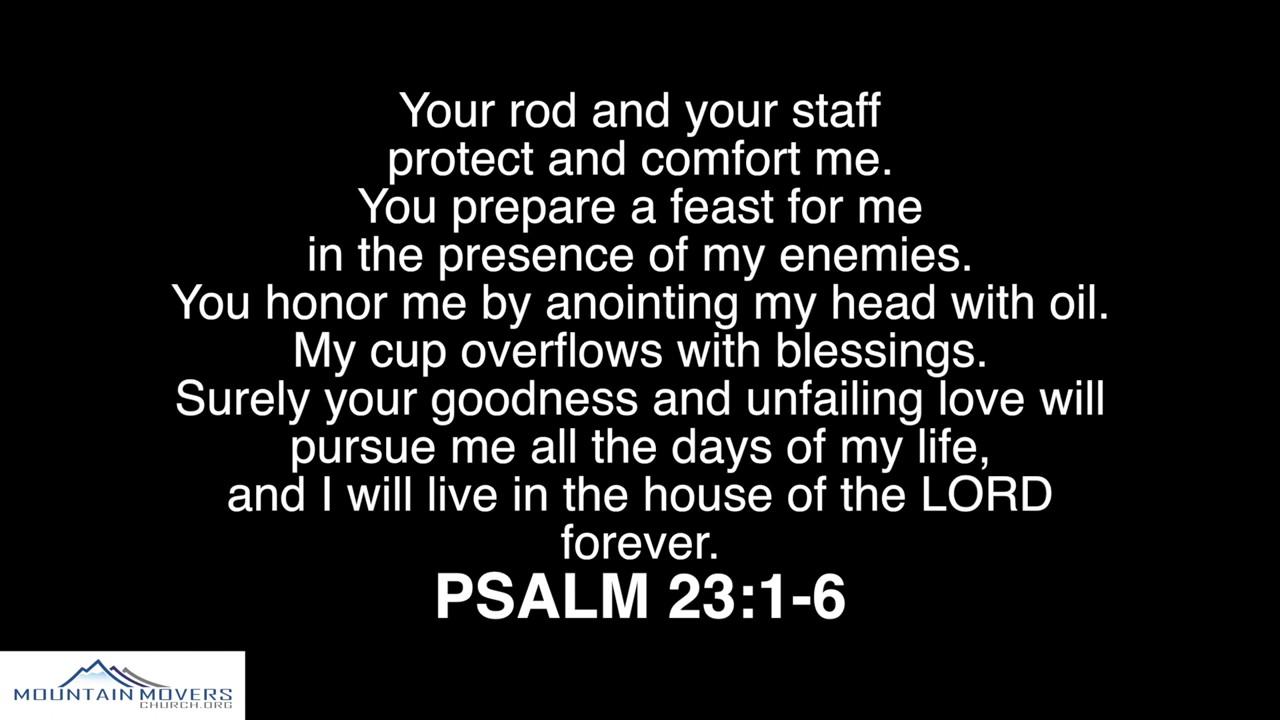 Your rod and your staff
protect and comfort me.
You prepare a feast for me
in the presence of my enemies.
You honor me by anointing my head with oil.
My cup overflows with blessings.
Surely your goodness and unfailing love will
pursue me all the days of my life,
and I will live in the house of the LORD
forever.
PSALM 23:1-6
MOUNTAIN MOVERS
CHURCH.ORG